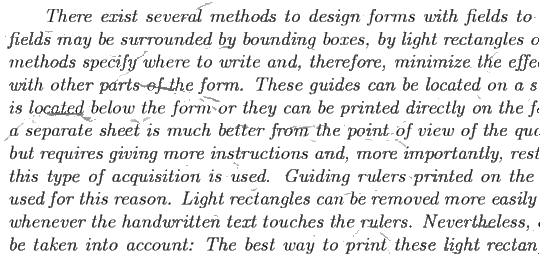 There exist several methods to design forms with fields to
fields may be surrounded by bounding boxes, by light rectangles o
methods specify where to write and, therefore, minimize the effe
with other parts of the form. These guides can be located on a s
is located below the form or they can be printed directly on the f
a separate sheet is much better from the point of view of the qu
but requires giving more instructions and, more importantly, rest
this type of acquisition is used. Guiding rulers printed on the
used for this reason. Light rectangles can be removed more easily
whenever the handwritten text touches the rulers. Nevertheless,
be taken into account: The best way to print these light rectan